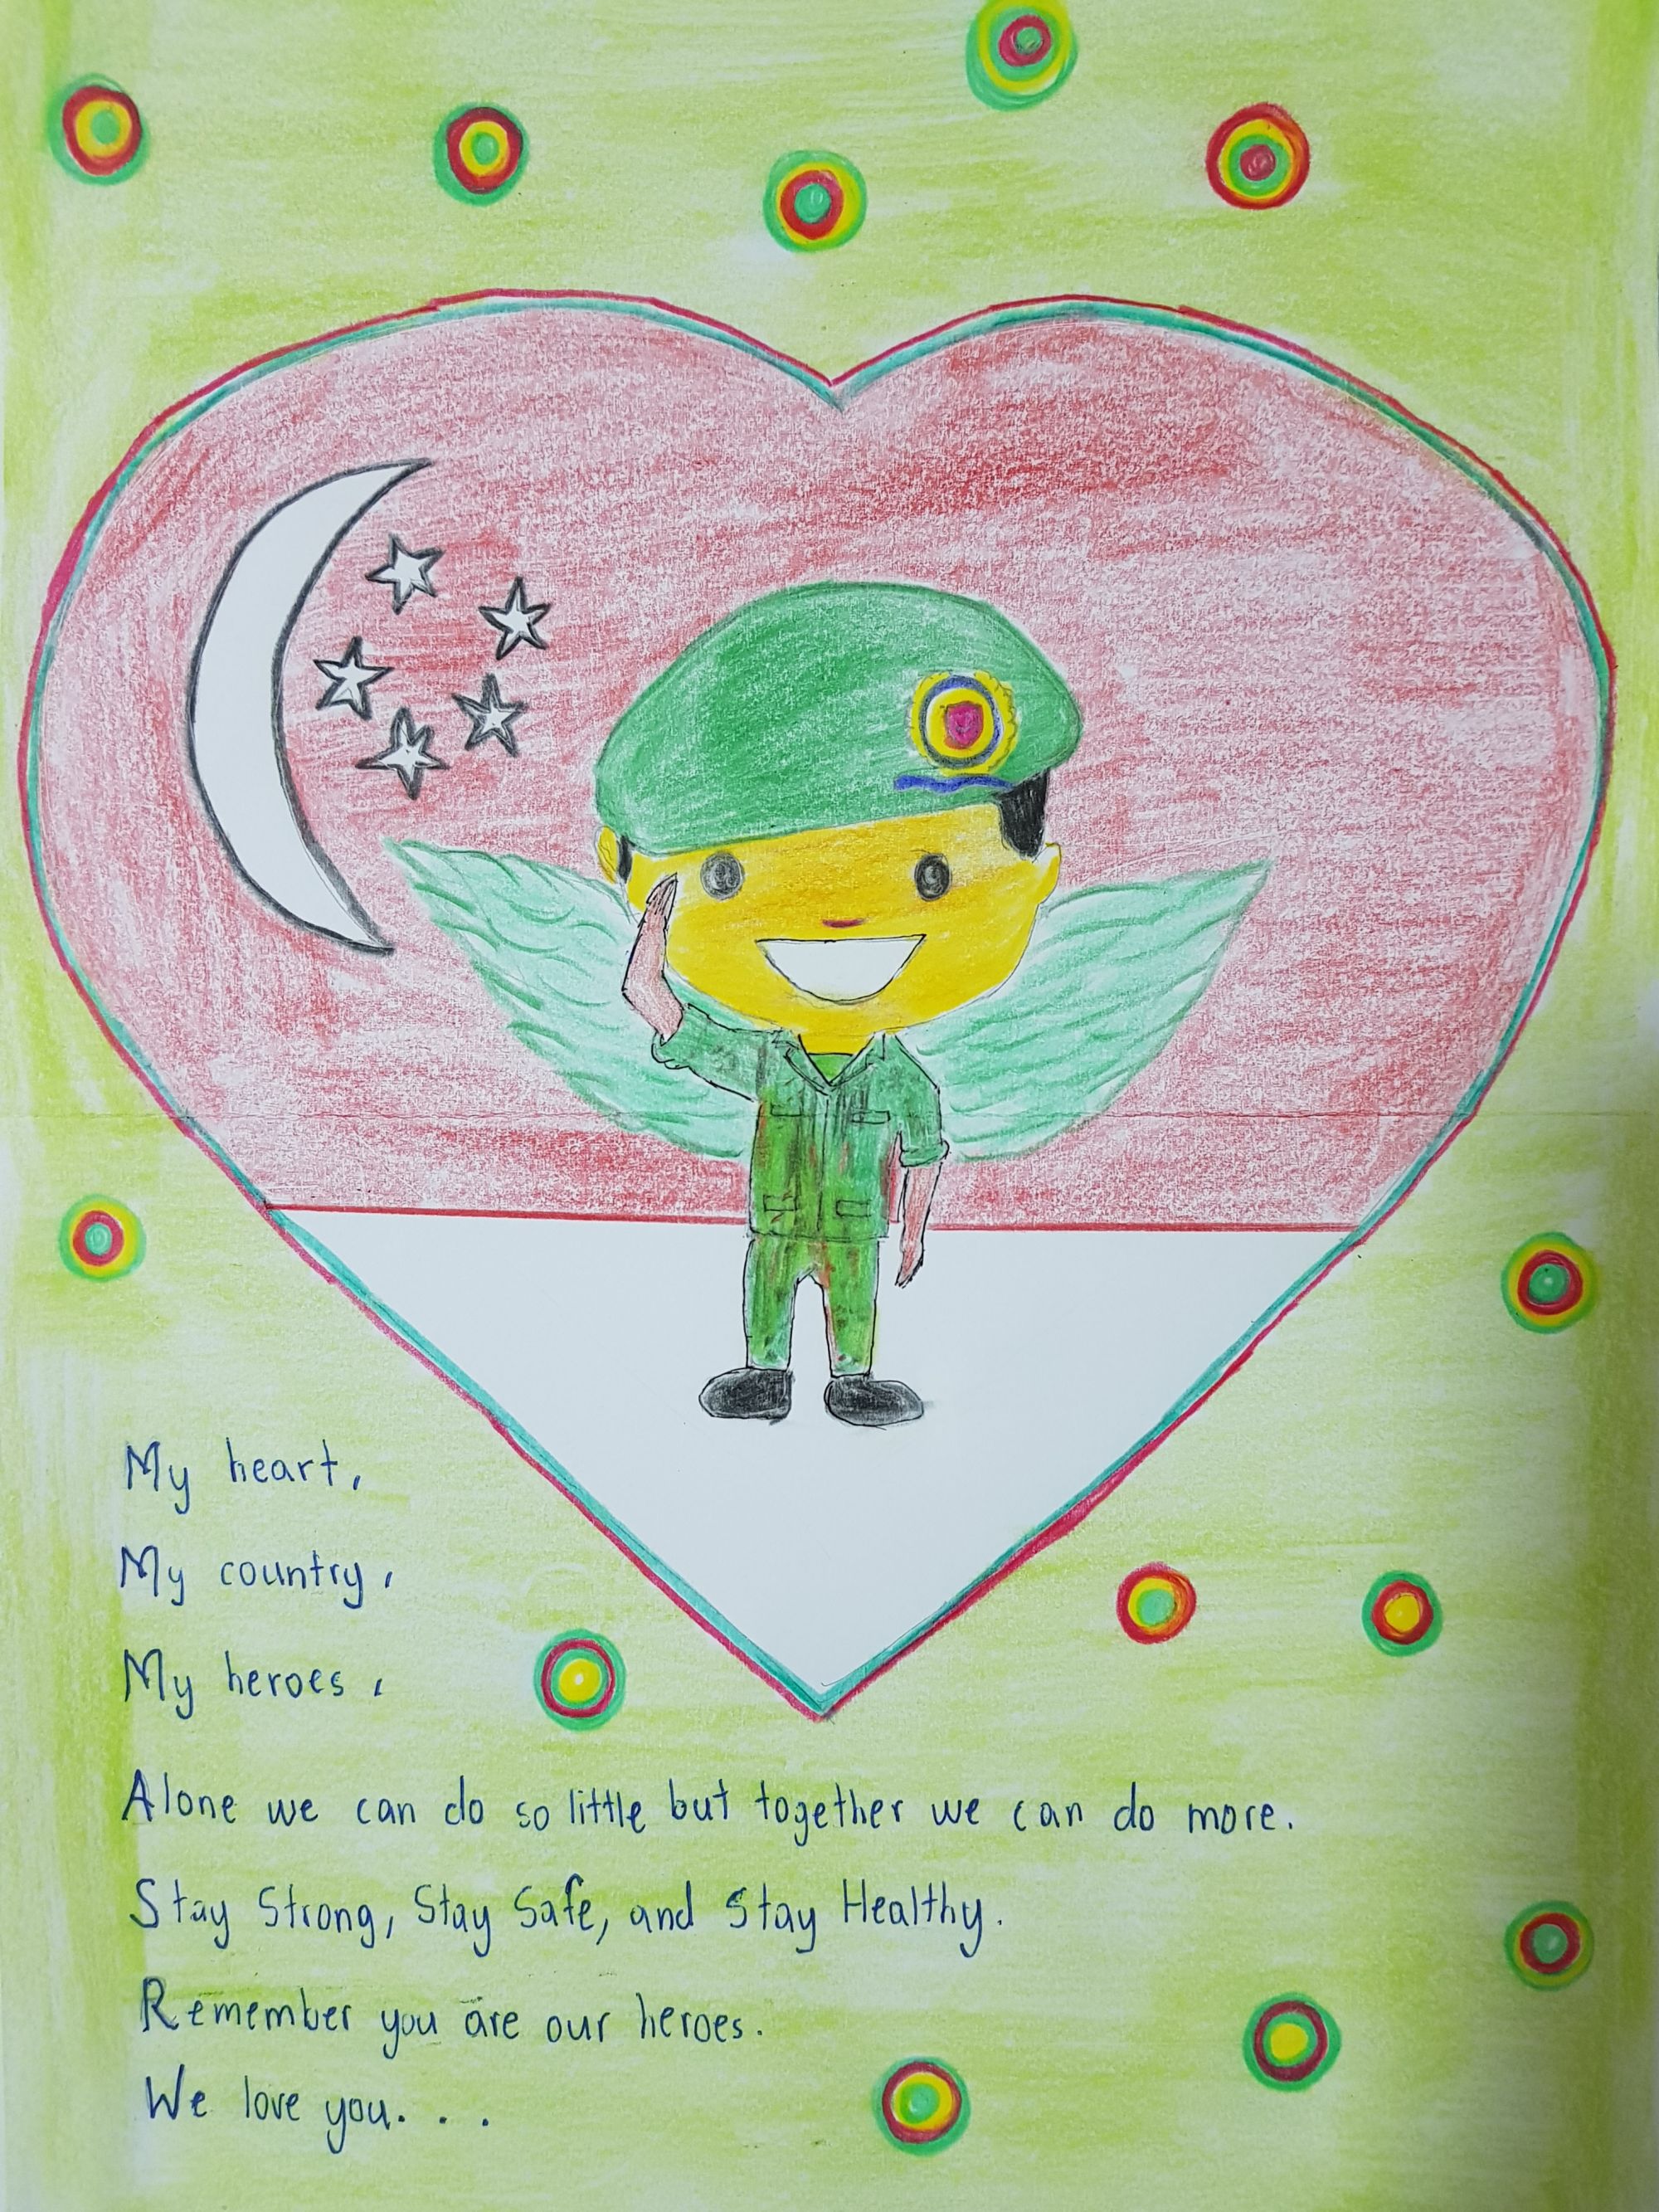 My heart,
My country,
My heroes,
Alone we can do so little but together we can do more.
Stay Strong, Stay Safe, and Stay Healthy.
Remember you are our heroes.
We love you. . .